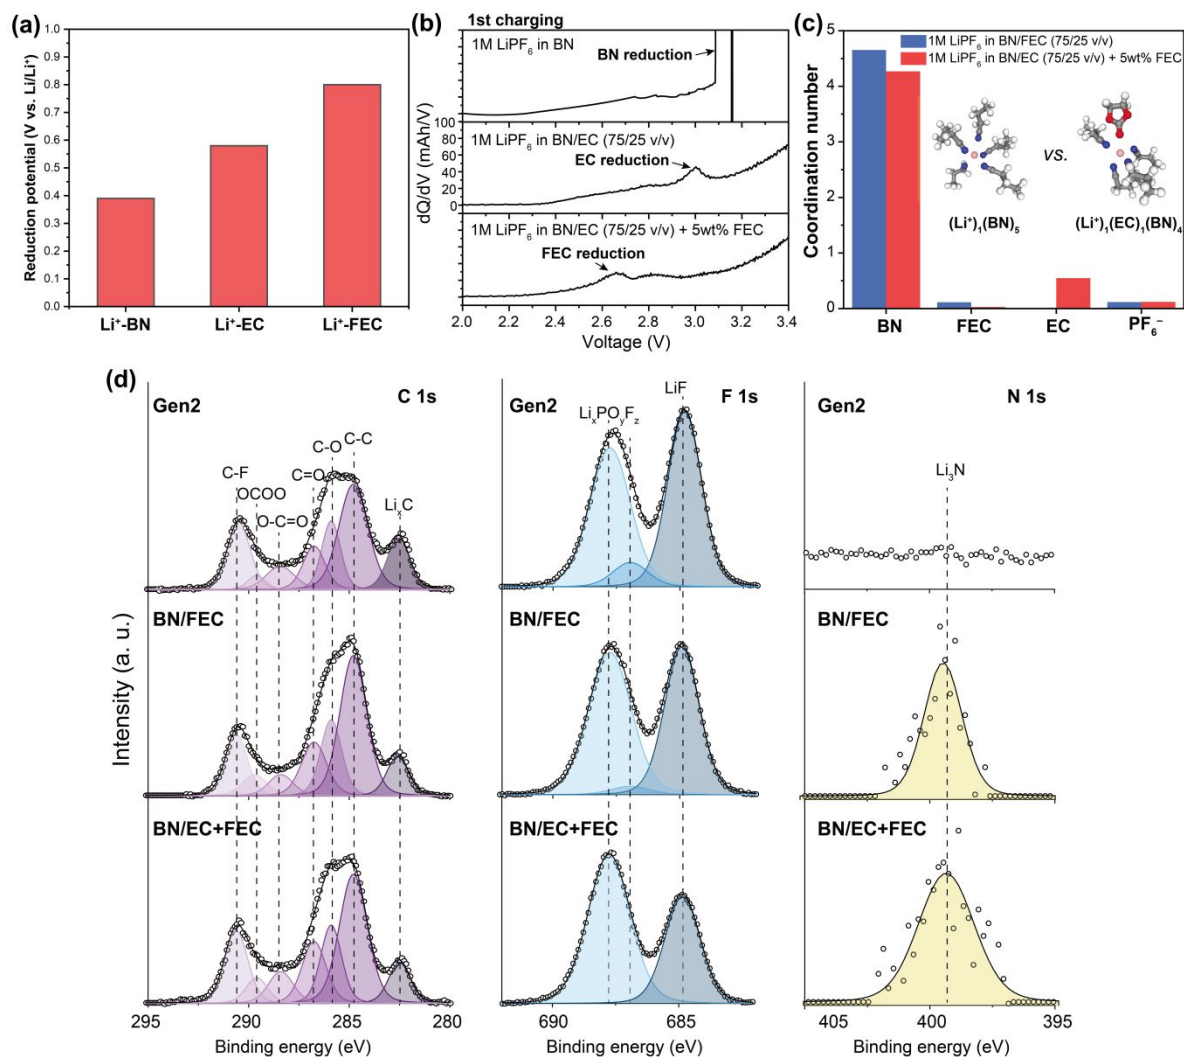 (a)
Reduction potential (V vs. Li/Li⁺)
1.0
0.9
0.8
0.7
0.6
0.5
0.4
0.3
0.2
0.1
0.0
Li⁺-BN Li⁺-EC Li⁺-FEC
(b)
1st charging
1M LiPF₆ in BN
BN reduction
dQ/dV (mAh/V)
100
80
60
40
20
0
1M LiPF₆ in BN/EC (75/25 v/v)
EC reduction
1M LiPF₆ in BN/EC (75/25 v/v) + 5wt% FEC
FEC reduction
2.0 2.2 2.4 2.6 2.8 3.0 3.2 3.4
Voltage (V)
(c)
Coordination number
5
4
3
2
1
0
1M LiPF₆ in BN/FEC (75/25 v/v)
1M LiPF₆ in BN/EC (75/25 v/v) + 5wt% FEC
vs.
(Li⁺)₁(BN)₅ (Li⁺)₁(EC)₁(BN)₄
BN FEC EC PF₆⁻
(d)
Intensity (a. u.)
Gen2 C 1s
C-F
OCOO
O-C=O
C=O
C-O
C-C
LiₓC
BN/FEC
BN/EC+FEC
295 290 285 280
Binding energy (eV)
Gen2 F 1s
LiₓPOᵧF_z
LiF
BN/FEC
BN/EC+FEC
690 685
Binding energy (eV)
Gen2 N 1s
Li₃N
BN/FEC
BN/EC+FEC
405 400 395
Binding energy (eV)